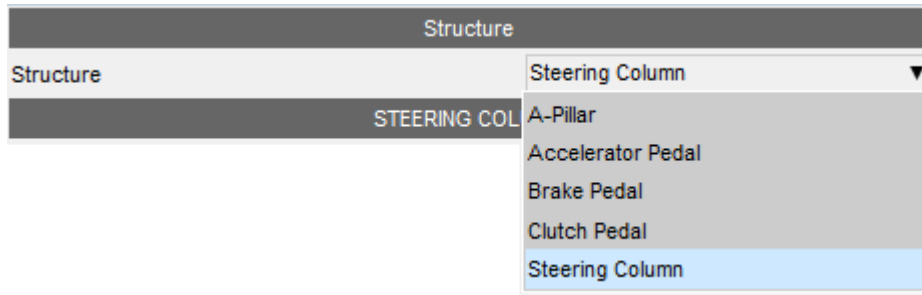 Structure
Structure Steering Column
STEERING COL
A-Pillar
Accelerator Pedal
Brake Pedal
Clutch Pedal
Steering Column